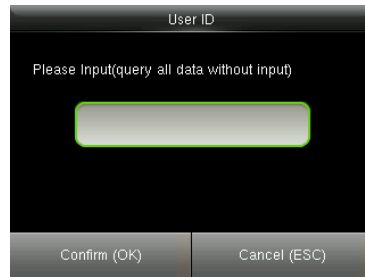 User ID
Please Input(query all data without input)
Confirm (OK)
Cancel (ESC)